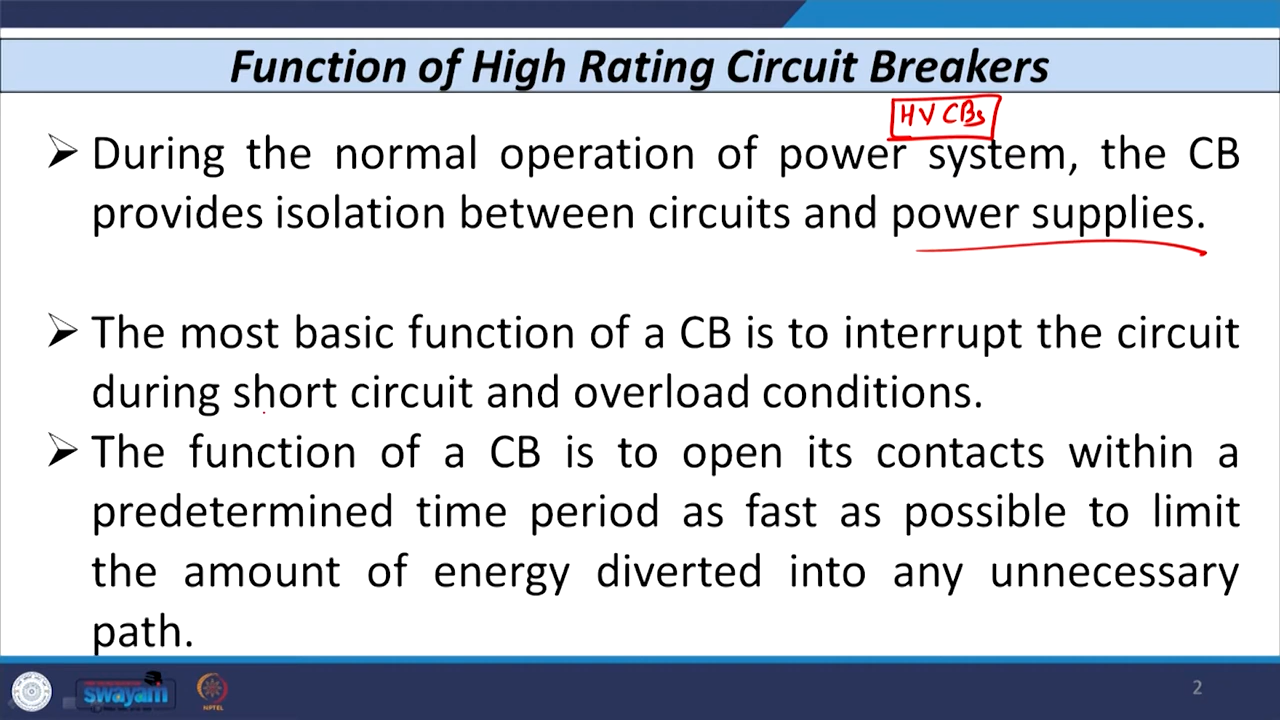 Function of High Rating Circuit Breakers
HV CBs
➢ During the normal operation of power system, the CB
provides isolation between circuits and power supplies.
➢ The most basic function of a CB is to interrupt the circuit
during short circuit and overload conditions.
➢ The function of a CB is to open its contacts within a
predetermined time period as fast as possible to limit
the amount of energy diverted into any unnecessary
path.
swayam
NPTEL
2